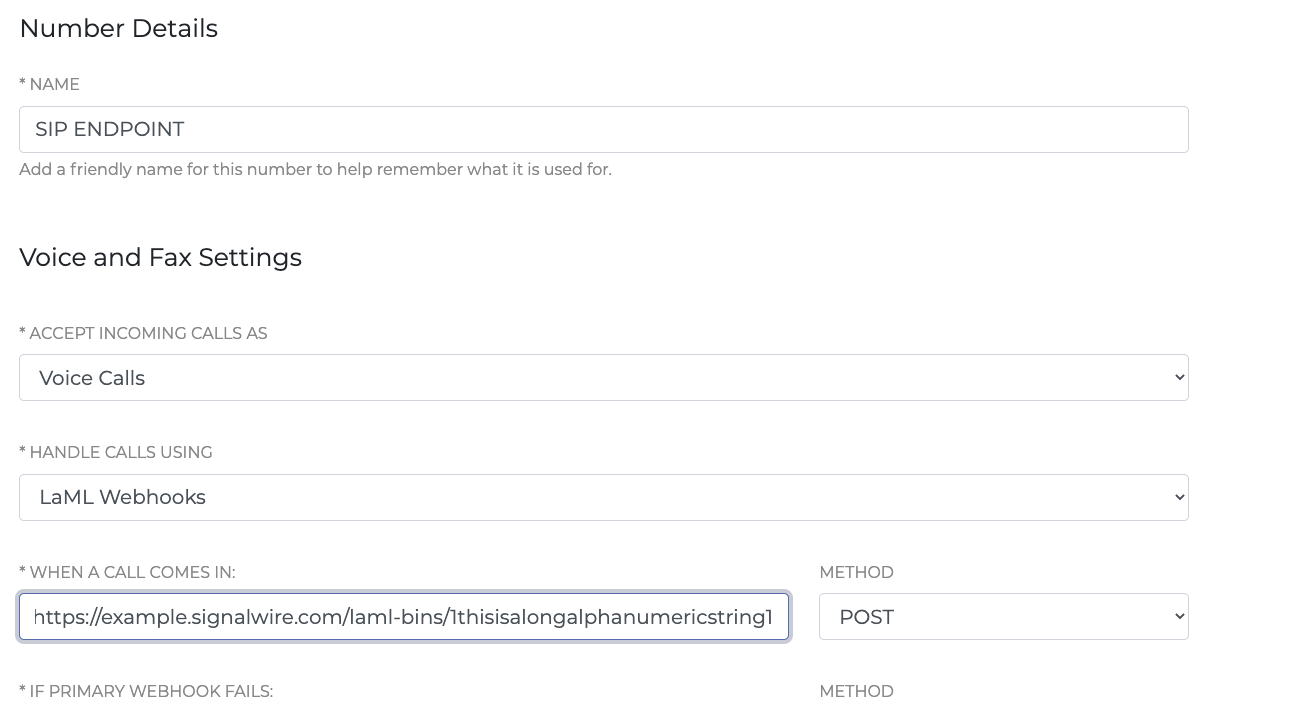 Number Details
* NAME
SIP ENDPOINT
Add a friendly name for this number to help remember what it is used for.
Voice and Fax Settings
* ACCEPT INCOMING CALLS AS
Voice Calls
* HANDLE CALLS USING
LaML Webhooks
* WHEN A CALL COMES IN:
METHOD
https://example.signalwire.com/laml-bins/1thisisalongalphanumericstring1
POST
* IF PRIMARY WEBHOOK FAILS:
METHOD